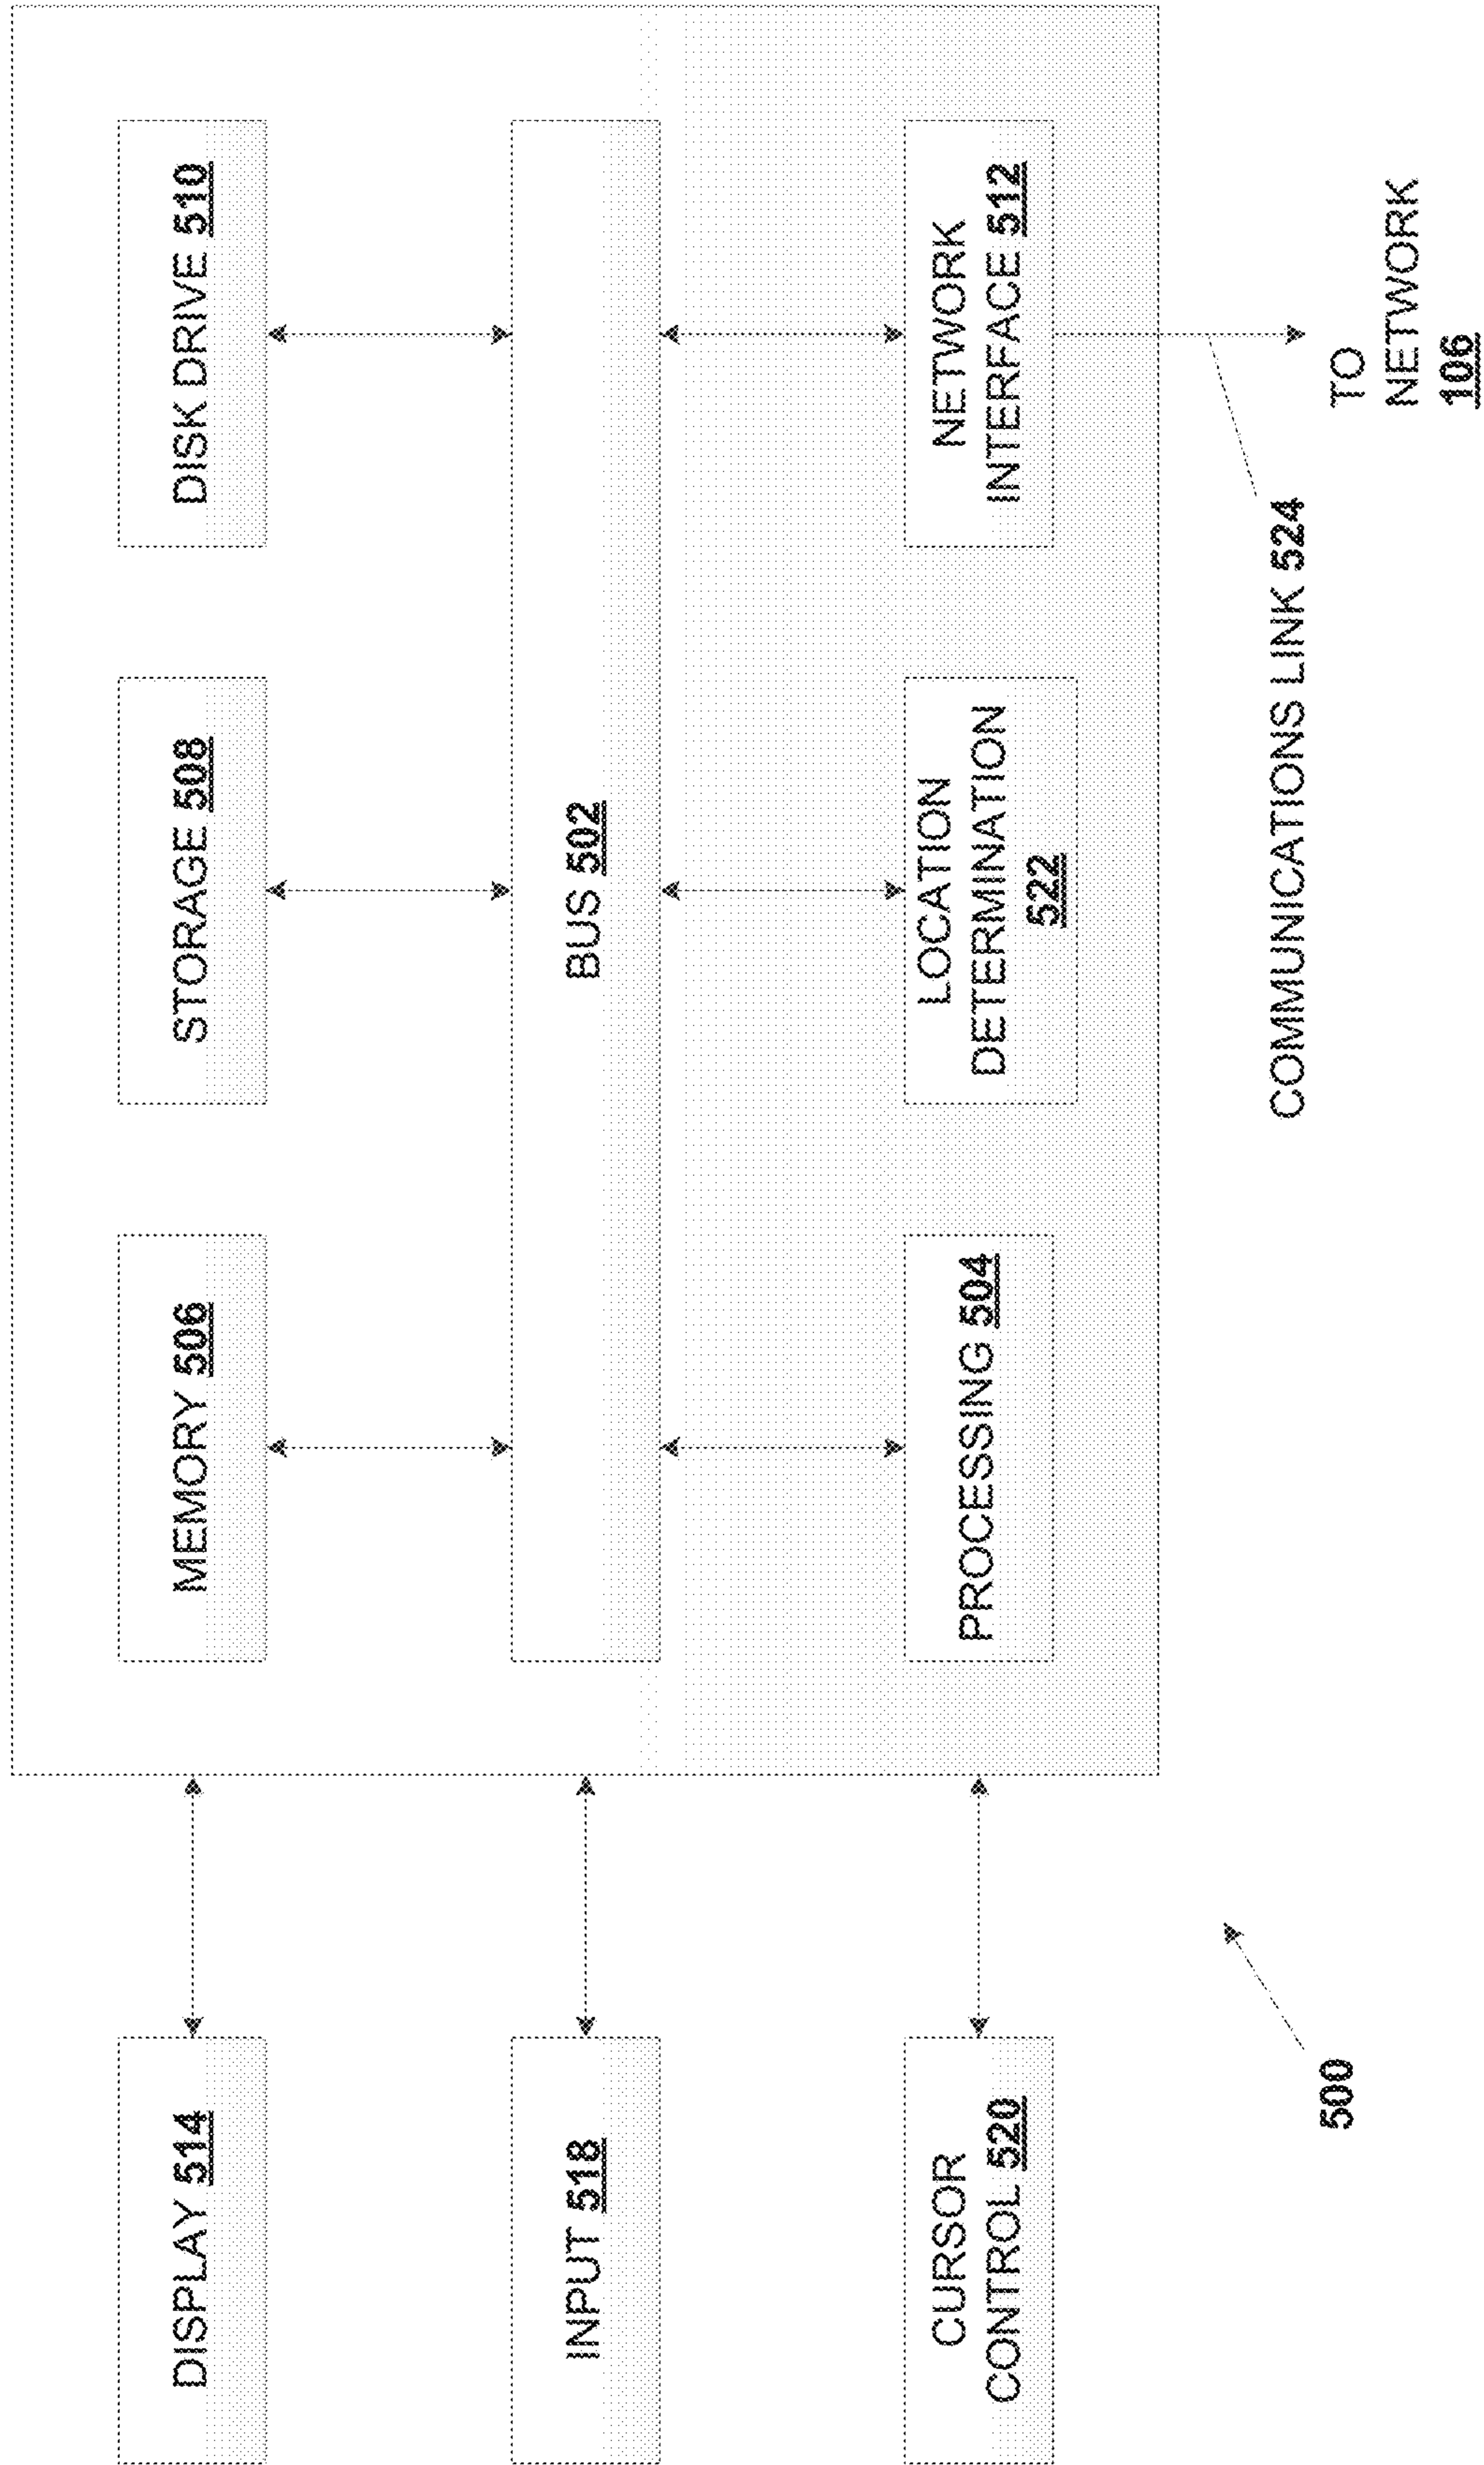 DISPLAY 514
MEMORY 506
STORAGE 508
DISK DRIVE 510
INPUT 518
BUS 502
CURSOR
CONTROL 520
PROCESSING 504
LOCATION
DETERMINATION
522
NETWORK
INTERFACE 512
500
COMMUNICATIONS LINK 524
TO
NETWORK
106